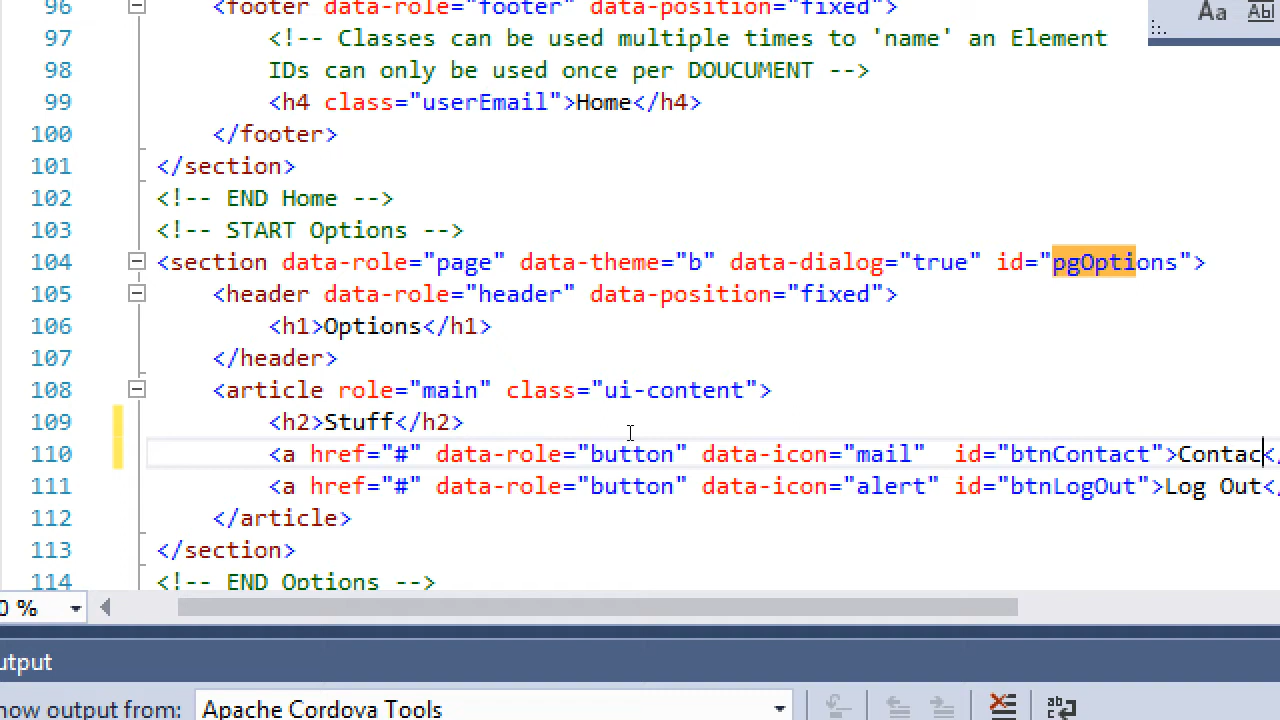 96 <footer data-role="footer" data-position="fixed">
Aa Abl
97 <!-- Classes can be used multiple times to 'name' an Element
98 IDs can only be used once per DOUCUMENT -->
99 <h4 class="userEmail">Home</h4>
100 </footer>
101 </section>
102 <!-- END Home -->
103 <!-- START Options -->
104 <section data-role="page" data-theme="b" data-dialog="true" id="pgOptions">
105 <header data-role="header" data-position="fixed">
106 <h1>Options</h1>
107 </header>
108 <article role="main" class="ui-content">
109 <h2>Stuff</h2>
110 <a href="#" data-role="button" data-icon="mail"  id="btnContact">Contac</
111 <a href="#" data-role="button" data-icon="alert" id="btnLogOut">Log Out</
112 </article>
113 </section>
114 <!-- END Options -->
0 %
utput
how output from: Apache Cordova Tools